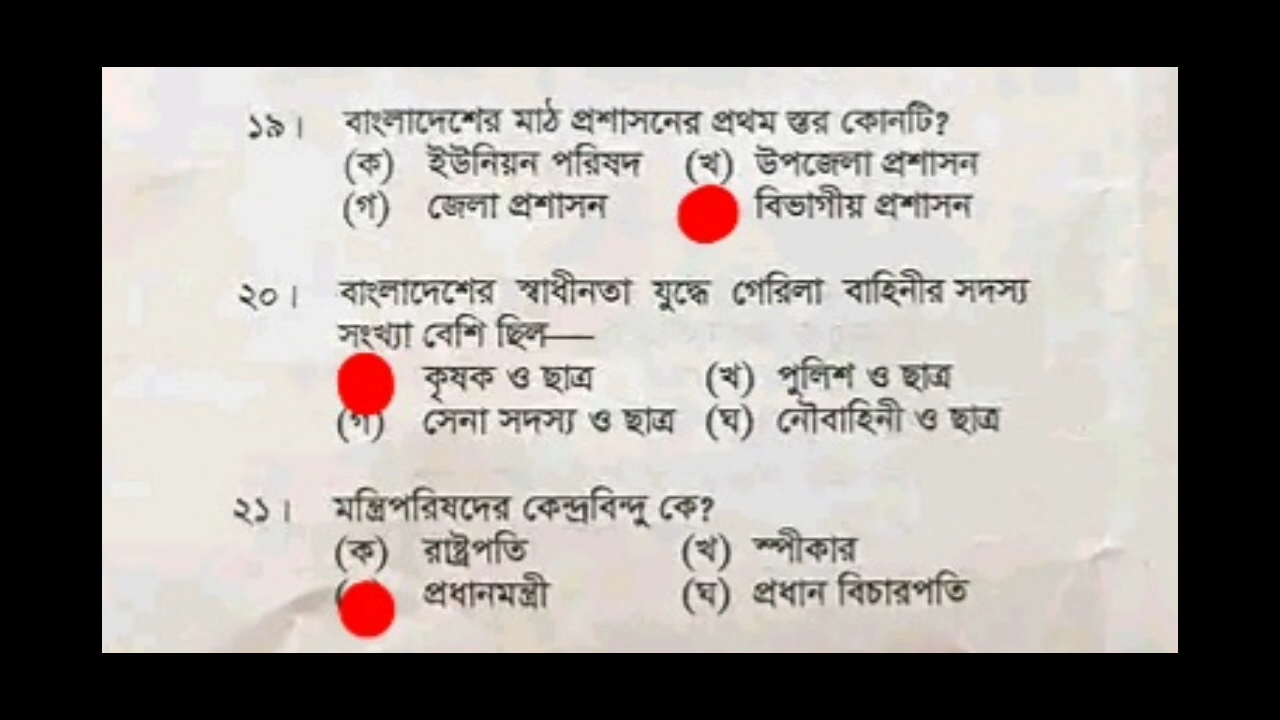 ১৯। বাংলাদেশের মাঠ প্রশাসনের প্রথম স্তর কোনটি?
(ক) ইউনিয়ন পরিষদ (খ) উপজেলা প্রশাসন
(গ) জেলা প্রশাসন বিভাগীয় প্রশাসন
২০। বাংলাদেশের স্বাধীনতা যুদ্ধে গেরিলা বাহিনীর সদস্য
সংখ্যা বেশি ছিল—
কৃষক ও ছাত্র (খ) পুলিশ ও ছাত্র
(গ) সেনা সদস্য ও ছাত্র (ঘ) নৌবাহিনী ও ছাত্র
২১। মন্ত্রিপরিষদের কেন্দ্রবিন্দু কে?
(ক) রাষ্ট্রপতি (খ) স্পীকার
প্রধানমন্ত্রী (ঘ) প্রধান বিচারপতি